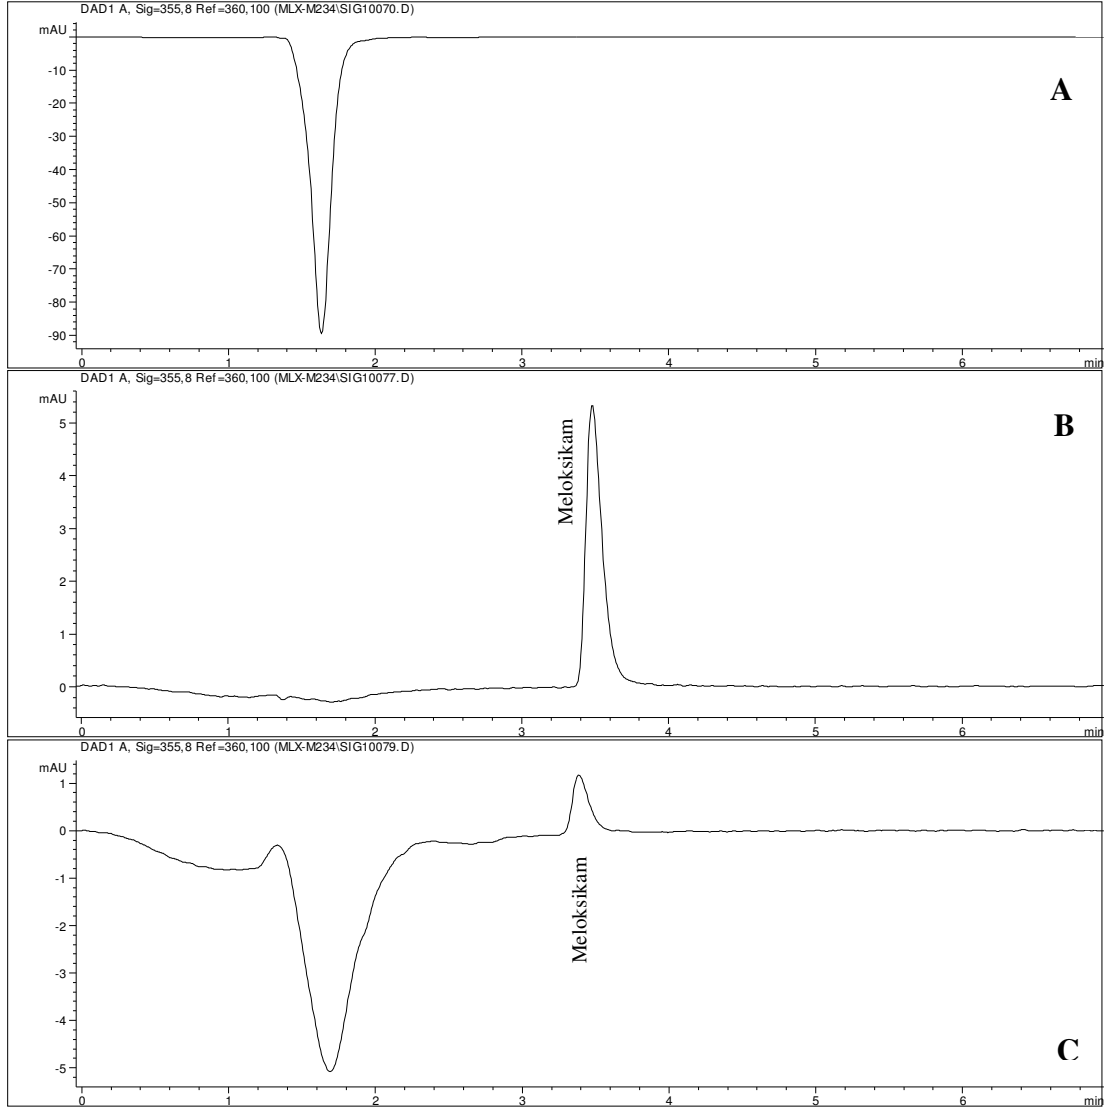 DAD1 A, Sig=355,8 Ref=360,100 (MLX-M234\SIG10070.D)
mAU
A
-10
-20
-30
-40
-50
-60
-70
-80
-90
0 1 2 3 4 5 6 min
DAD1 A, Sig=355,8 Ref=360,100 (MLX-M234\SIG10077.D)
mAU
B
5
4
3
2
1
0
Meloksikam
0 1 2 3 4 5 6 min
DAD1 A, Sig=355,8 Ref=360,100 (MLX-M234\SIG10079.D)
mAU
1
0
-1
-2
-3
-4
-5
Meloksikam
C
0 1 2 3 4 5 6 min